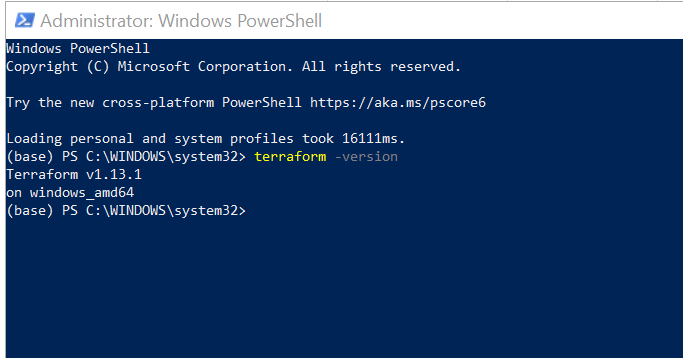 Administrator: Windows PowerShell
Windows PowerShell
Copyright (C) Microsoft Corporation. All rights reserved.
Try the new cross-platform PowerShell https://aka.ms/pscore6
Loading personal and system profiles took 16111ms.
(base) PS C:\WINDOWS\system32> terraform -version
Terraform v1.13.1
on windows_amd64
(base) PS C:\WINDOWS\system32>